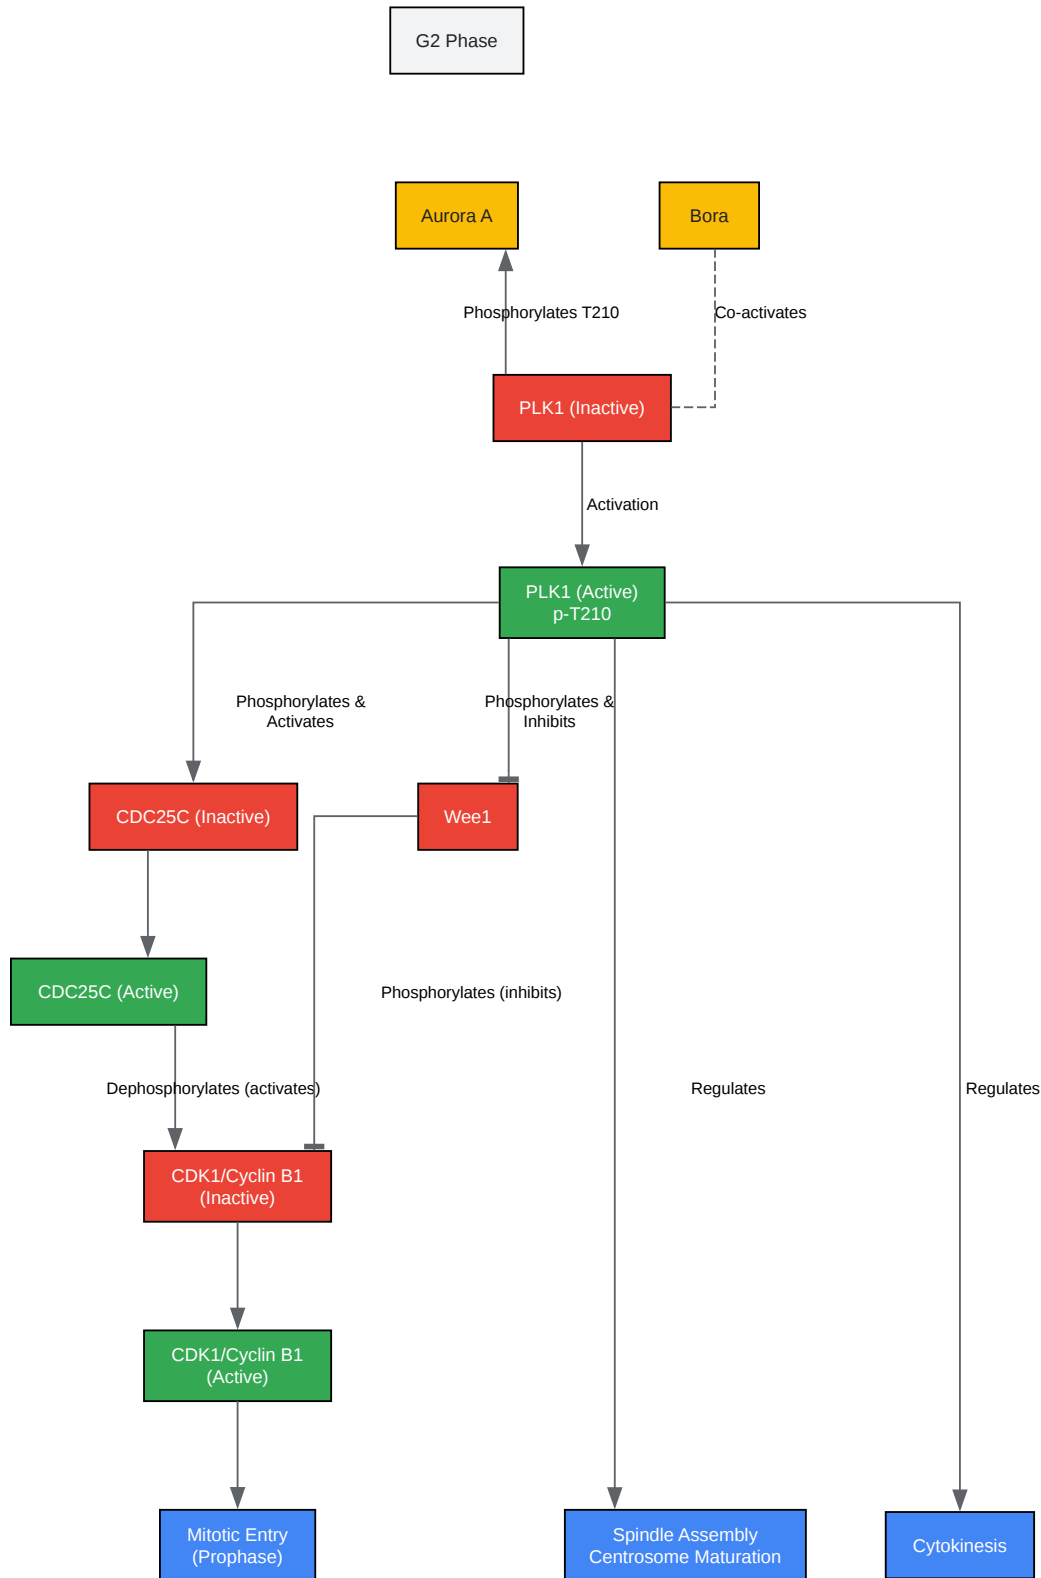 G2 Phase
Aurora A
Bora
Phosphorylates T210
Co-activates
PLK1 (Inactive)
Activation
PLK1 (Active)
p-T210
Phosphorylates &
Activates
Phosphorylates &
Inhibits
CDC25C (Inactive)
Wee1
CDC25C (Active)
Phosphorylates (inhibits)
Dephosphorylates (activates)
Regulates
Regulates
CDK1/Cyclin B1
(Inactive)
CDK1/Cyclin B1
(Active)
Mitotic Entry
(Prophase)
Spindle Assembly
Centrosome Maturation
Cytokinesis